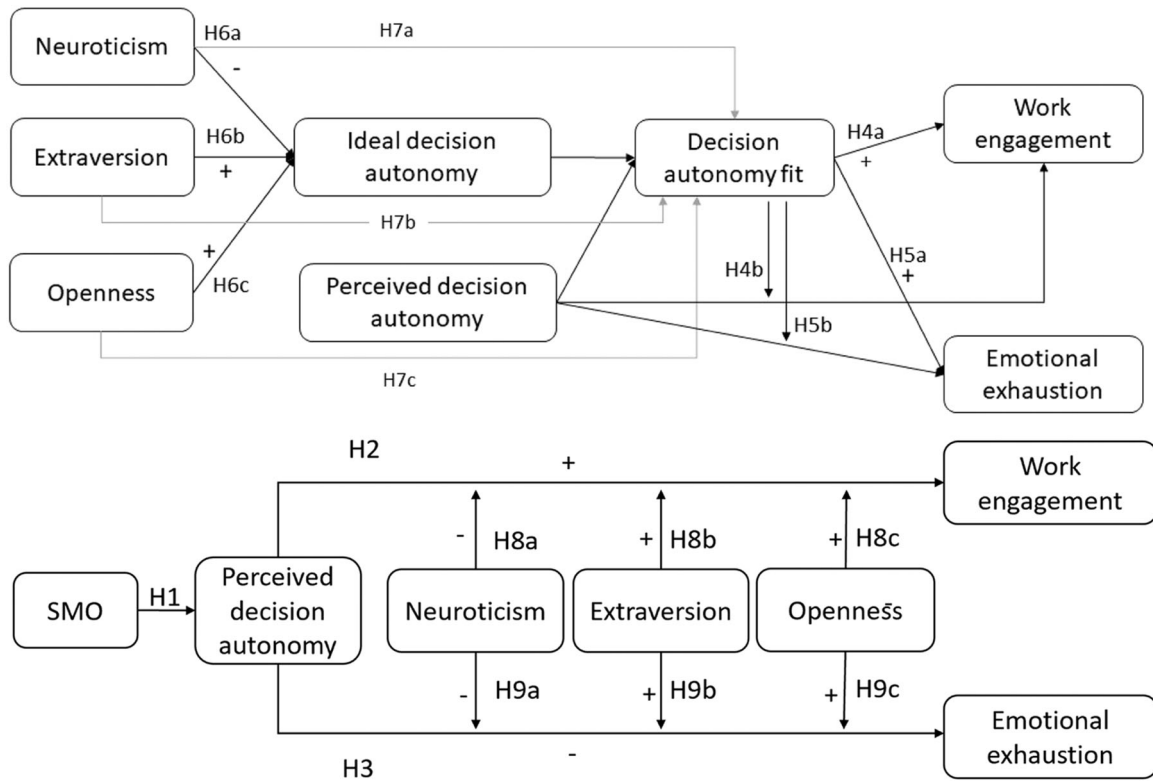 Neuroticism
H6a
H7a
-
Extraversion
H6b
+
Ideal decision
autonomy
Decision
autonomy fit
H4a
+
Work
engagement
H7b
+
H6c
Openness
Perceived decision
autonomy
H4b
H5a
+
H5b
H7c
Emotional
exhaustion
H2
+
Work
engagement
-
H8a
+
H8b
+
H8c
SMO
H1
Perceived
decision
autonomy
Neuroticism
Extraversion
Openness
-
H9a
+
H9b
+
H9c
H3
-
Emotional
exhaustion